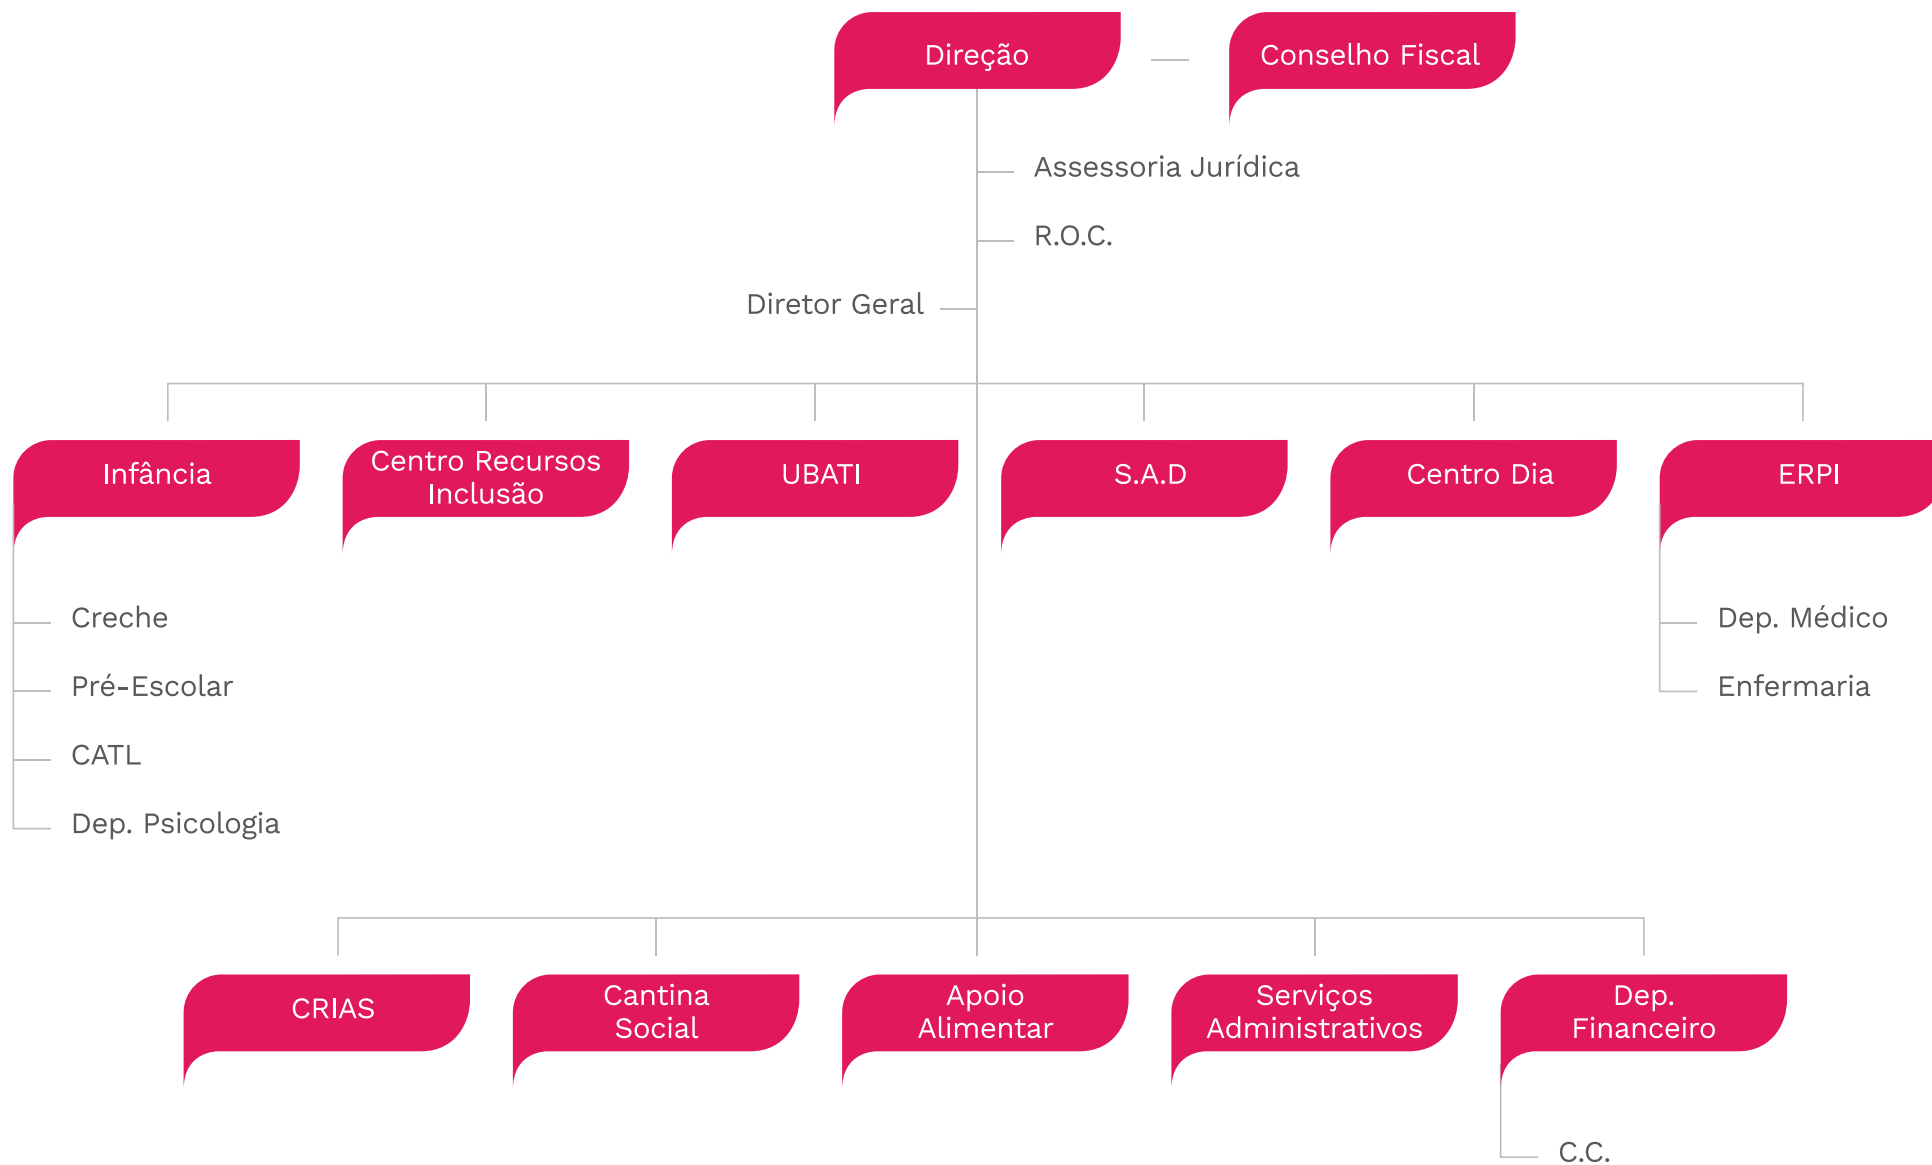 Direção
Conselho Fiscal
Assessoria Jurídica
R.O.C.
Diretor Geral
Infância
Centro Recursos
Inclusão
UBATI
S.A.D
Centro Dia
ERPI
Creche
Pré-Escolar
CATL
Dep. Psicologia
Dep. Médico
Enfermaria
CRIAS
Cantina
Social
Apoio
Alimentar
Serviços
Administrativos
Dep.
Financeiro
C.C.